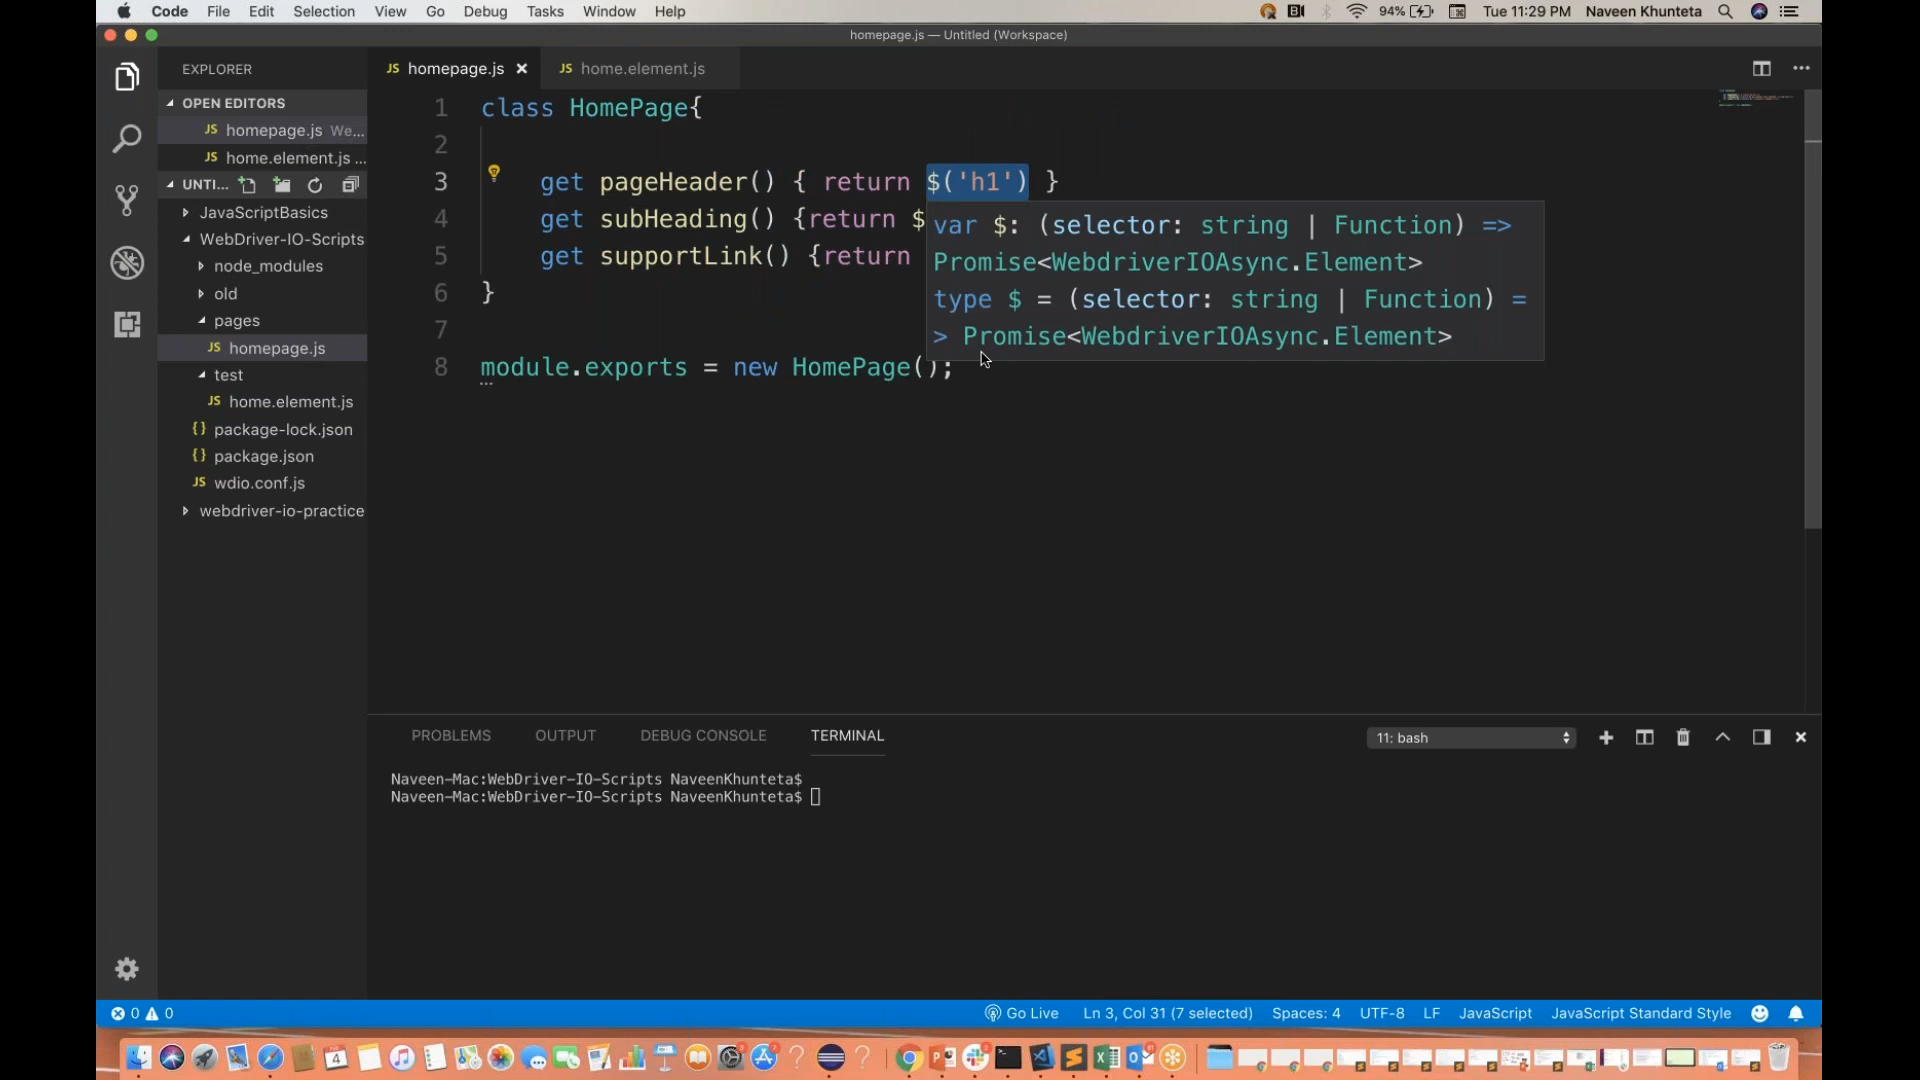 Code File Edit Selection View Go Debug Tasks Window Help 94% Tue 11:29 PM Naveen Khunteta
homepage.js — Untitled (Workspace)
EXPLORER
JS homepage.js × JS home.element.js
OPEN EDITORS
JS homepage.js We...
JS home.element.js ...
UNTI...
JavaScriptBasics
WebDriver-IO-Scripts
node_modules
old
pages
JS homepage.js
test
JS home.element.js
{} package-lock.json
{} package.json
JS wdio.conf.js
webdriver-io-practice
1 class HomePage{
2
3 get pageHeader() { return $('h1') }
4 get subHeading() {return $
5 get supportLink() {return
6 }
7
8 module.exports = new HomePage();
var $: (selector: string | Function) =>
Promise<WebdriverIOAsync.Element>
type $ = (selector: string | Function) =
> Promise<WebdriverIOAsync.Element>
PROBLEMS OUTPUT DEBUG CONSOLE TERMINAL 11: bash
Naveen-Mac:WebDriver-IO-Scripts NaveenKhunteta$
Naveen-Mac:WebDriver-IO-Scripts NaveenKhunteta$
0 0 Go Live Ln 3, Col 31 (7 selected) Spaces: 4 UTF-8 LF JavaScript JavaScript Standard Style